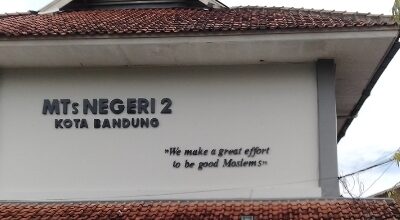 MTs NEGERI 2
KOTA BANDUNG
"We make a great effort
to be good Moslems"